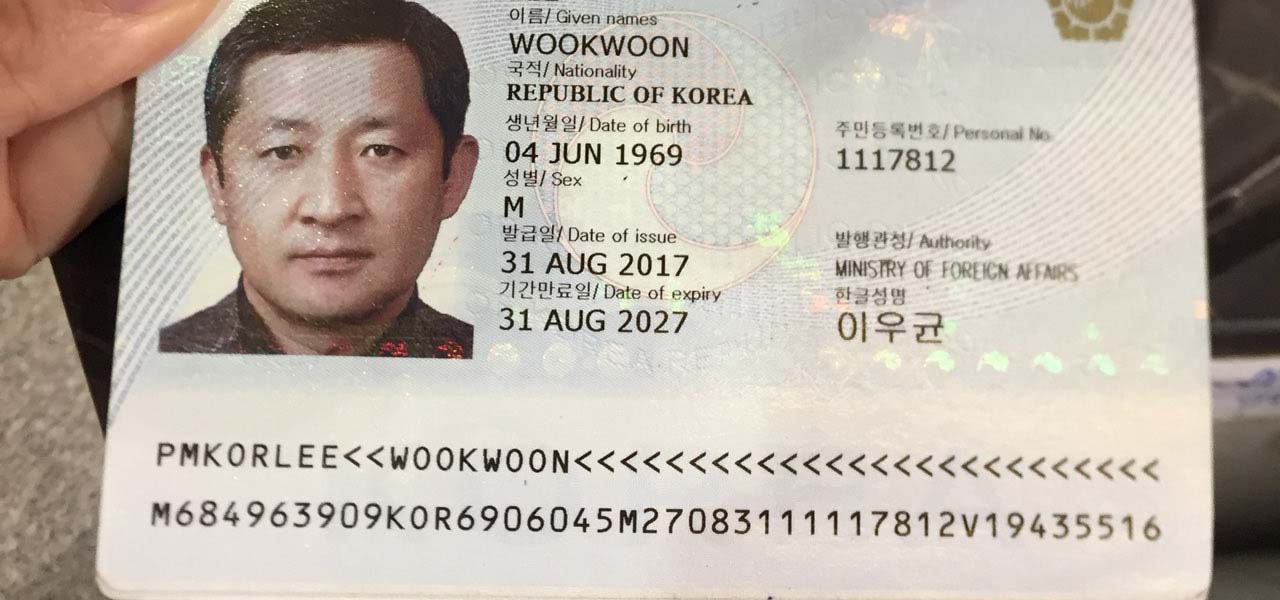 이름/ Given names
WOOKWOON
국적/ Nationality
REPUBLIC OF KOREA
생년월일/ Date of birth
04 JUN 1969
주민등록번호/ Personal No.
1117812
성별/ Sex
M
발급일/ Date of issue
31 AUG 2017
발행관청/ Authority
MINISTRY OF FOREIGN AFFAIRS
기간만료일/ Date of expiry
31 AUG 2027
한글성명
이우균
PMKORLEE<<WOOKWOON<<<<<<<<<<<<<<<<<<<<<<<<<<
M684963909KOR6906045M27083111117812V19435516